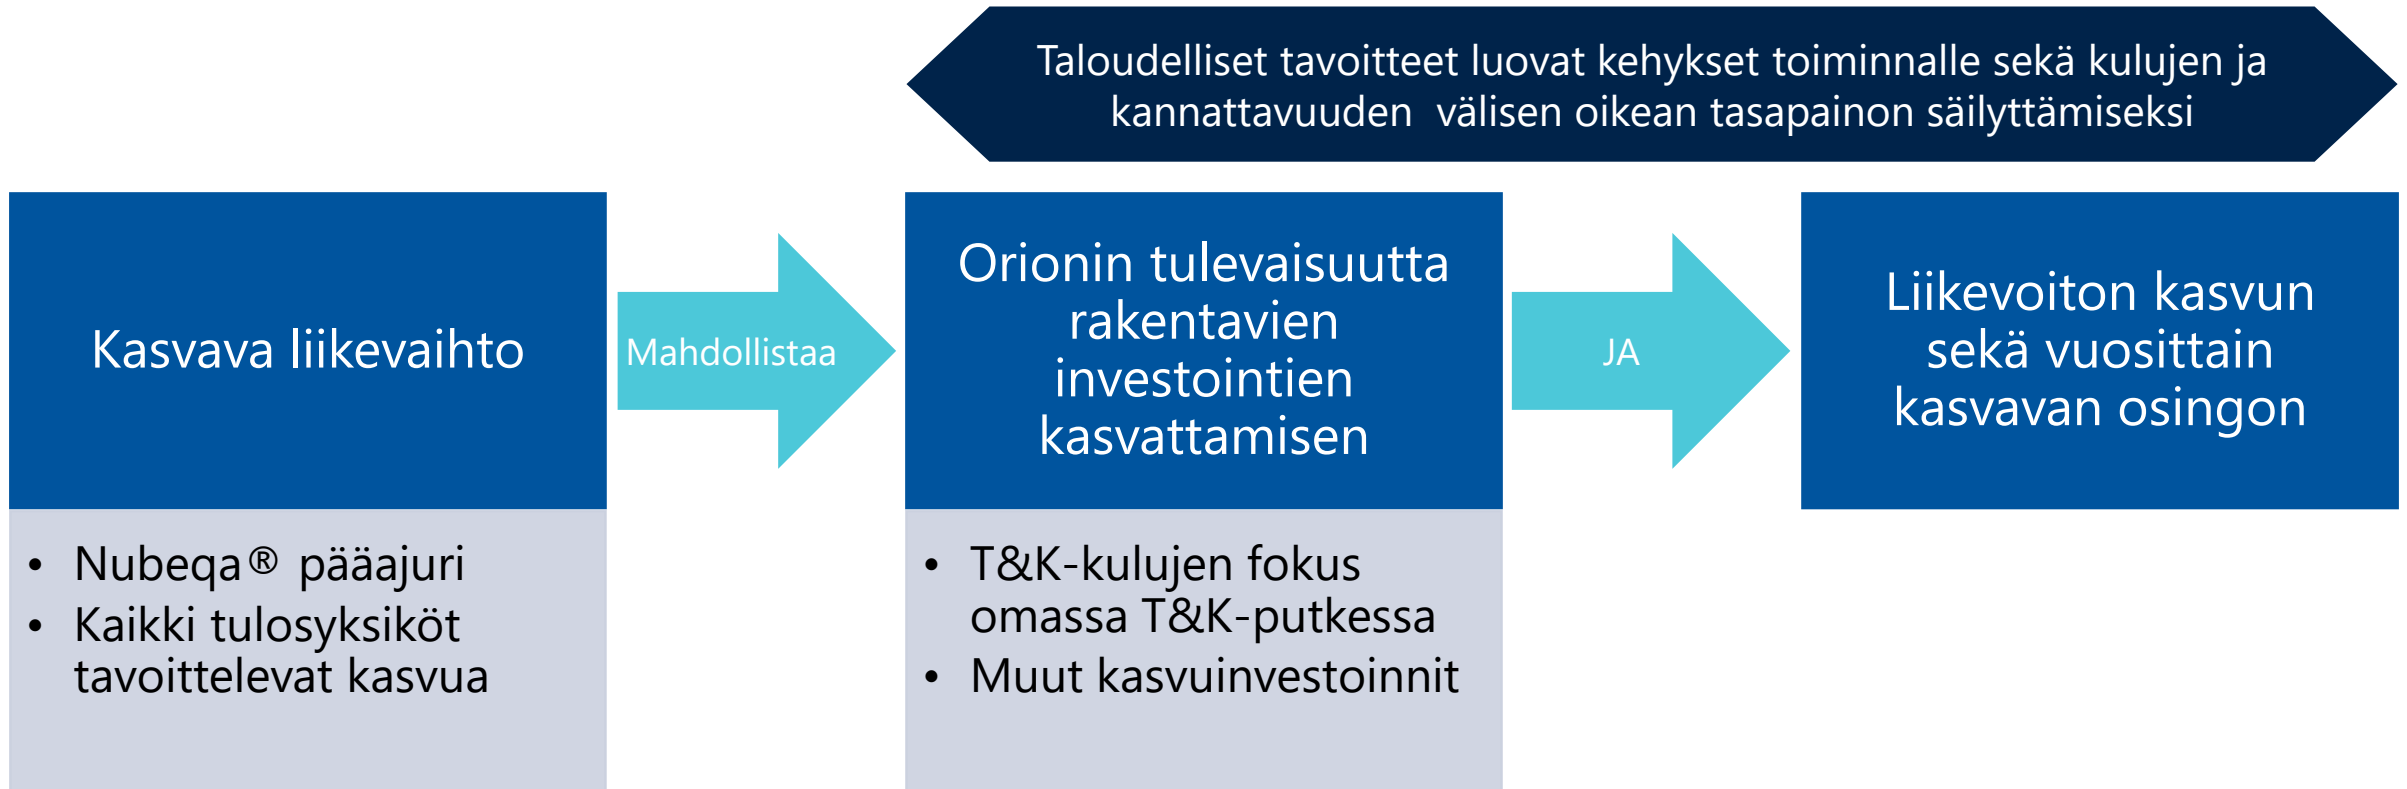 Taloudelliset tavoitteet luovat kehykset toiminnalle sekä kulujen ja
kannattavuuden  välisen oikean tasapainon säilyttämiseksi
Kasvava liikevaihto
Mahdollistaa
Orionin tulevaisuutta
rakentavien
investointien
kasvattamisen
JA
Liikevoiton kasvun
sekä vuosittain
kasvavan osingon
• Nubeqa® pääajuri
• Kaikki tulosyksiköt
tavoittelevat kasvua
• T&K-kulujen fokus
omassa T&K-putkessa
• Muut kasvuinvestoinnit